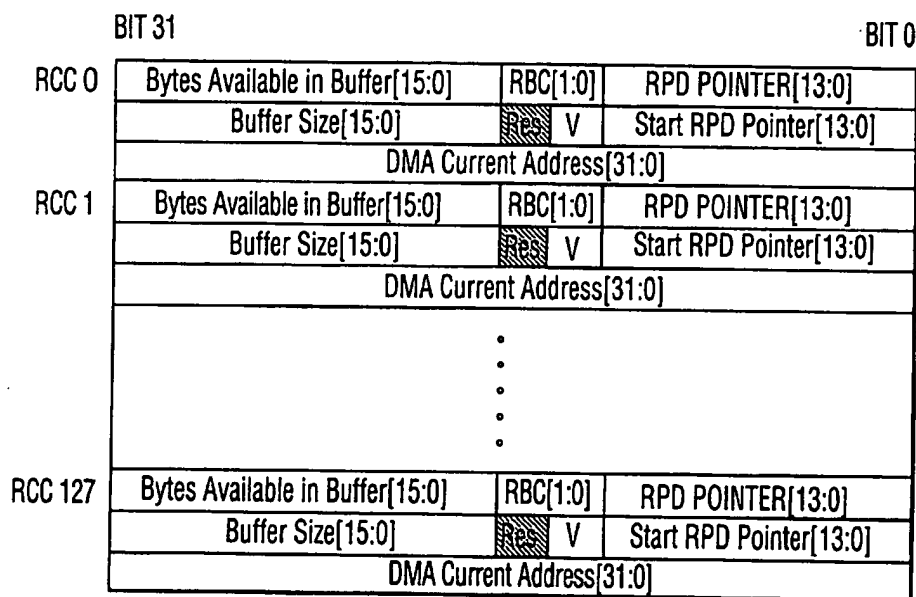 BIT 31 BIT 0
RCC 0 Bytes Available in Buffer[15:0] RBC[1:0] RPD POINTER[13:0]
Buffer Size[15:0] Res V Start RPD Pointer[13:0]
DMA Current Address[31:0]
RCC 1 Bytes Available in Buffer[15:0] RBC[1:0] RPD POINTER[13:0]
Buffer Size[15:0] Res V Start RPD Pointer[13:0]
DMA Current Address[31:0]
RCC 127 Bytes Available in Buffer[15:0] RBC[1:0] RPD POINTER[13:0]
Buffer Size[15:0] Res V Start RPD Pointer[13:0]
DMA Current Address[31:0]